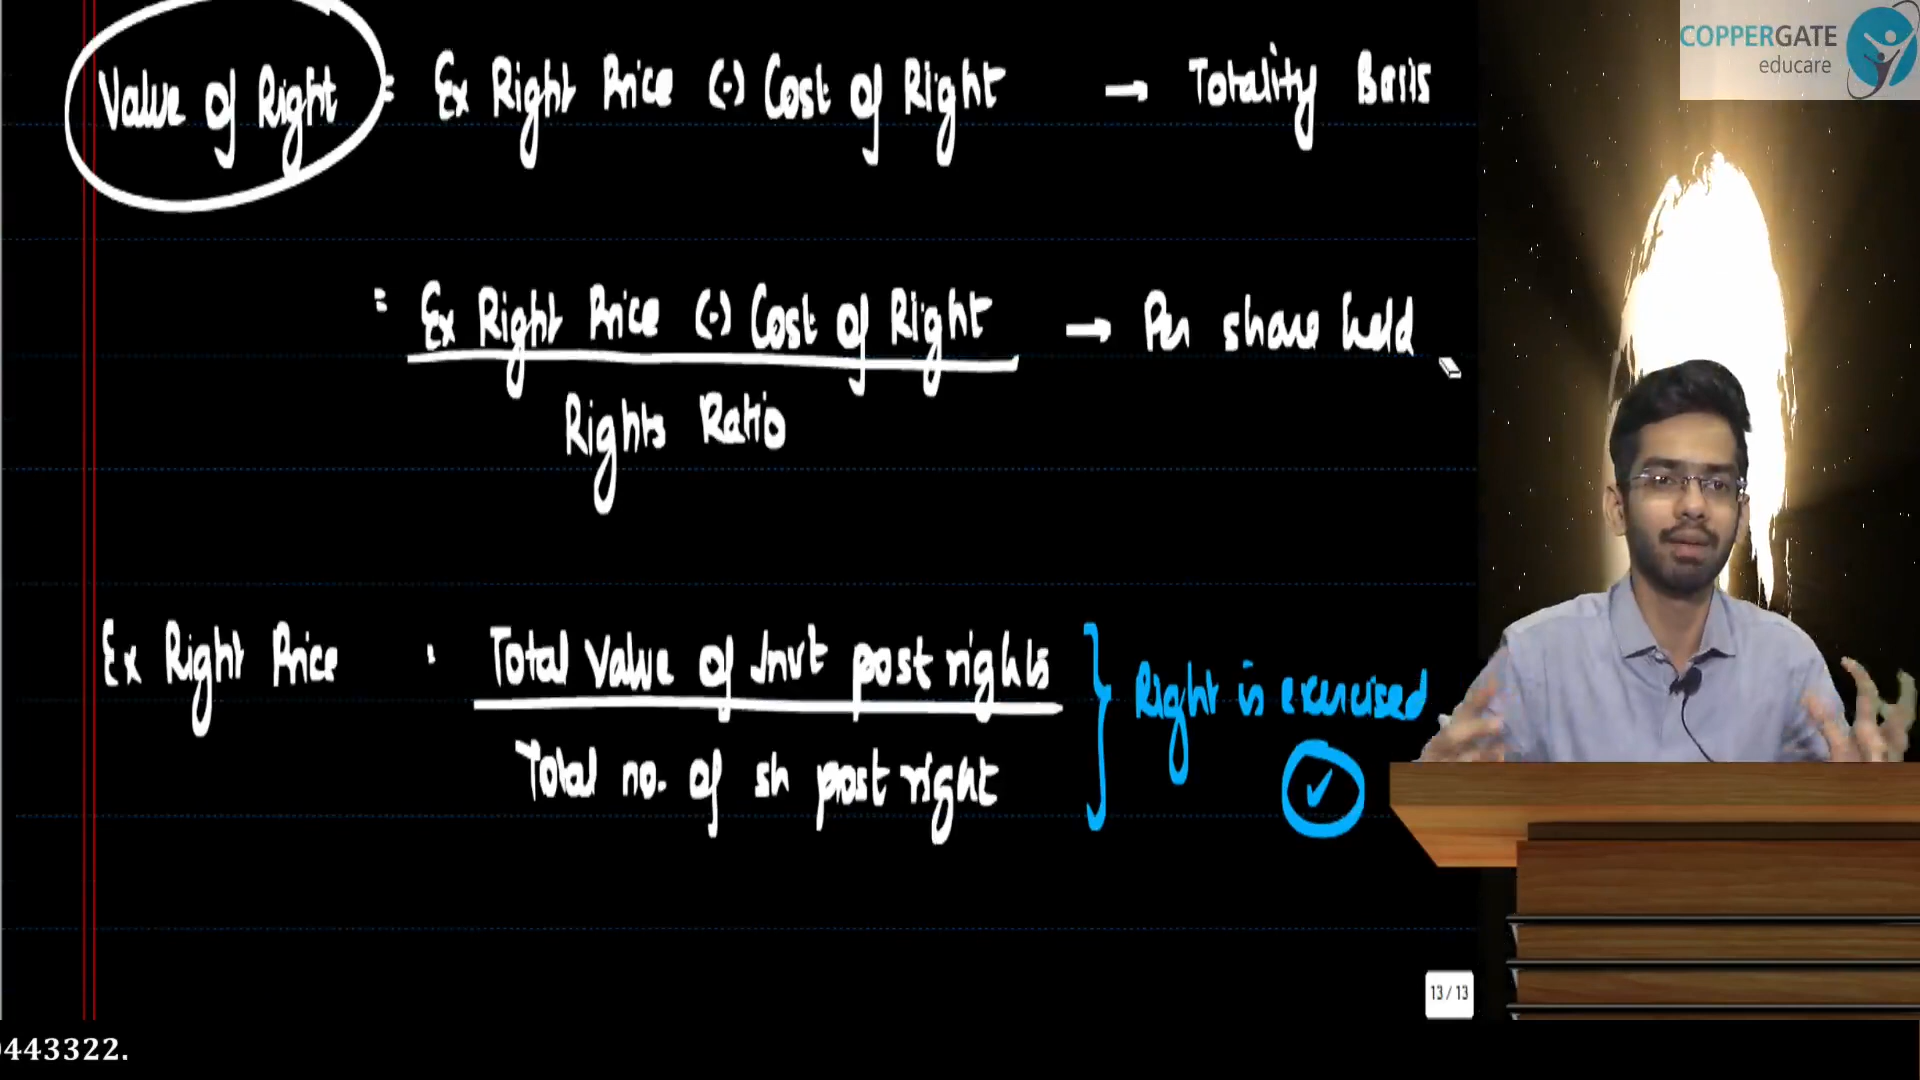 COPPERGATE
educare
Value of Right = Ex Right Price (-) Cost of Right → Totality Basis
= Ex Right Price (-) Cost of Right → Per share held
Rights Ratio
Ex Right Price : Total Value of Invt post rights } Right is exercised
Total no. of sh post right ✓
13/13
443322.